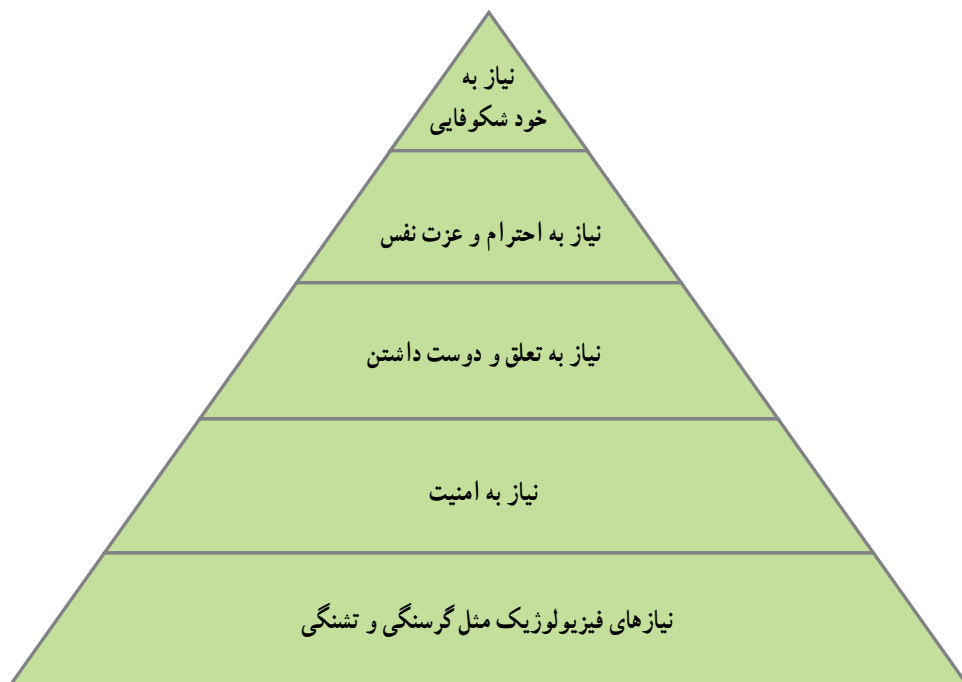 نیاز به
خود شکوفایی
نیاز به احترام و عزت نفس
نیاز به تعلق و دوست داشتن
نیاز به امنیت
نیازهای فیزیولوژیک مثل گرسنگی و تشنگی